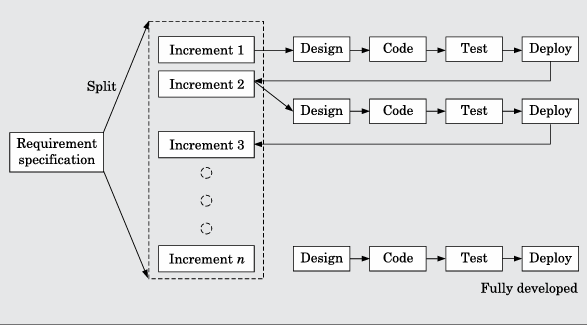 Increment 1
Design
Code
Test
Deploy
Split
Increment 2
Design
Code
Test
Deploy
Requirement
specification
Increment 3
Increment n
Design
Code
Test
Deploy
Fully developed